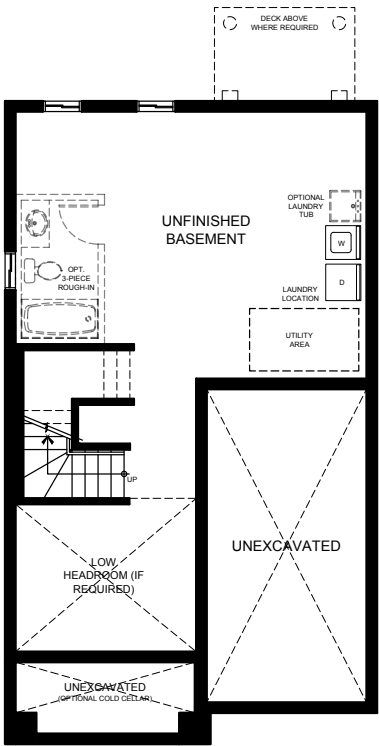 DECK ABOVE
WHERE REQUIRED
OPTIONAL
LAUNDRY
TUB
UNFINISHED
BASEMENT
W
OPT.
3-PIECE
ROUGH-IN
LAUNDRY
LOCATION
D
UTILITY
AREA
UP
UNEXCAVATED
LOW
HEADROOM (IF
REQUIRED)
UNEXCAVATED
(OPTIONAL COLD CELLAR)